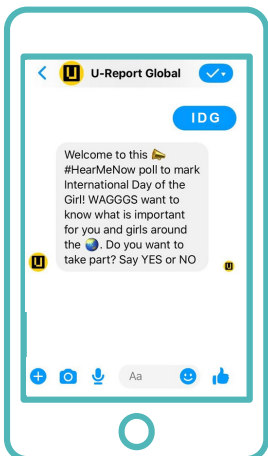 U-Report Global
IDG
Welcome to this 📣
#HearMeNow poll to mark
International Day of the
Girl! WAGGGS want to
know what is important
for you and girls around
the 🌏. Do you want to
take part? Say YES or NO
Aa